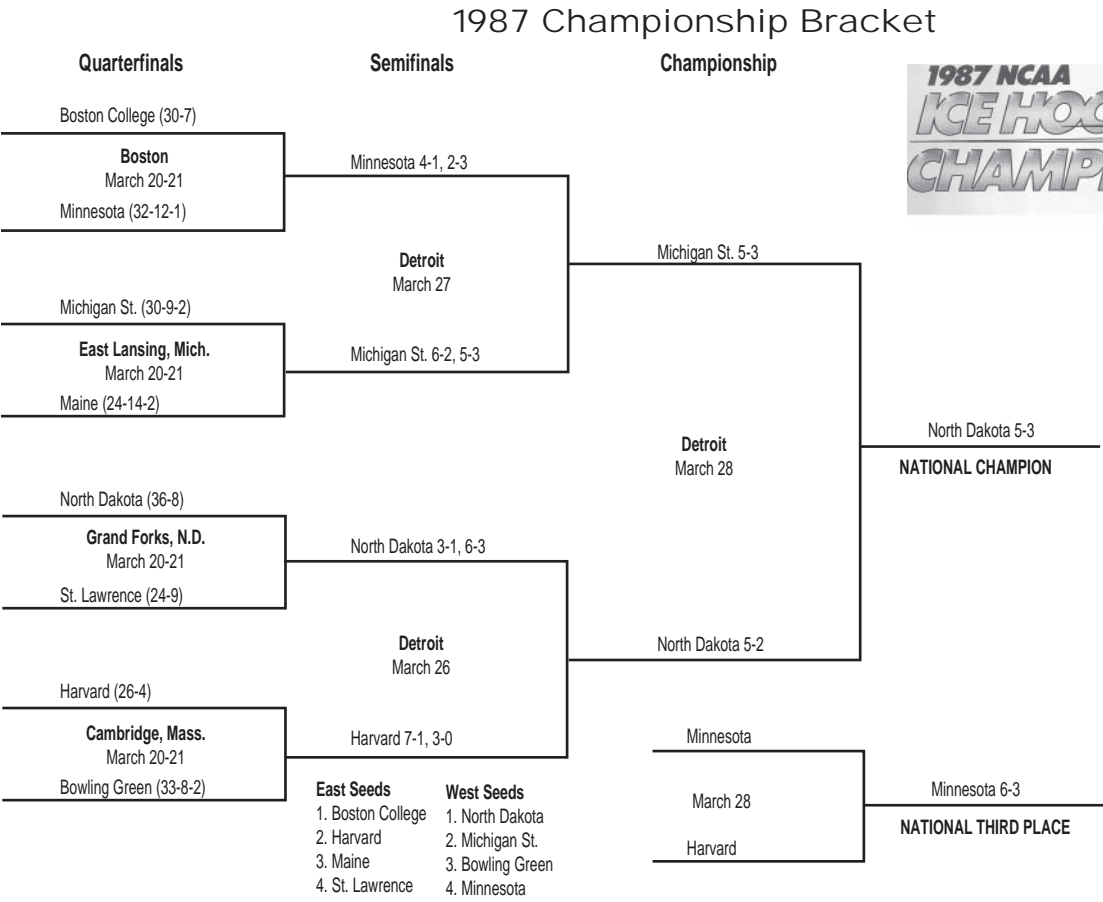 1987 Championship Bracket
Quarterfinals
Semifinals
Championship
1987 NCAA
Boston College (30-7)
Boston
March 20-21
Minnesota (32-12-1)
Minnesota 4-1, 2-3
Detroit
March 27
Michigan St. 5-3
Michigan St. (30-9-2)
East Lansing, Mich.
March 20-21
Maine (24-14-2)
Michigan St. 6-2, 5-3
Detroit
March 28
North Dakota 5-3
NATIONAL CHAMPION
North Dakota (36-8)
Grand Forks, N.D.
March 20-21
St. Lawrence (24-9)
North Dakota 3-1, 6-3
Detroit
March 26
North Dakota 5-2
Harvard (26-4)
Cambridge, Mass.
March 20-21
Bowling Green (33-8-2)
Harvard 7-1, 3-0
East Seeds
1. Boston College
2. Harvard
3. Maine
4. St. Lawrence
West Seeds
1. North Dakota
2. Michigan St.
3. Bowling Green
4. Minnesota
Minnesota
March 28
Harvard
Minnesota 6-3
NATIONAL THIRD PLACE